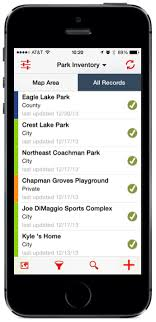 AT&T
10:20
Park Inventory
Map Area
All Records
Eagle Lake Park
County
last updated 12/17/13
Crest Lake Park
City
last updated 12/17/13
Northeast Coachman Park
City
last updated 12/17/13
Chapman Groves Playground
Private
last updated 12/17/13
Joe DiMaggio Sports Complex
City
last updated 12/17/13
Kyle 's Home
City
last updated 12/13/13